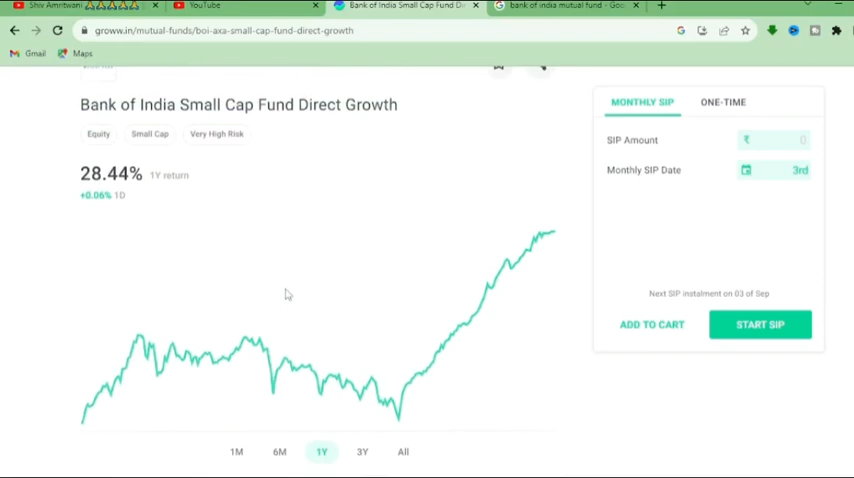 Shiv Amritwani 🙏🙏🙏🙏🙏
YouTube
Bank of India Small Cap Fund Di
bank of india mutual fund - Goo
groww.in/mutual-funds/boi-axa-small-cap-fund-direct-growth
Gmail
Maps
Bank of India Small Cap Fund Direct Growth
Equity
Small Cap
Very High Risk
28.44% 1Y return
+0.06% 1D
1M
6M
1Y
3Y
All
MONTHLY SIP
ONE-TIME
SIP Amount ₹ 0
Monthly SIP Date 3rd
Next SIP instalment on 03 of Sep
ADD TO CART
START SIP